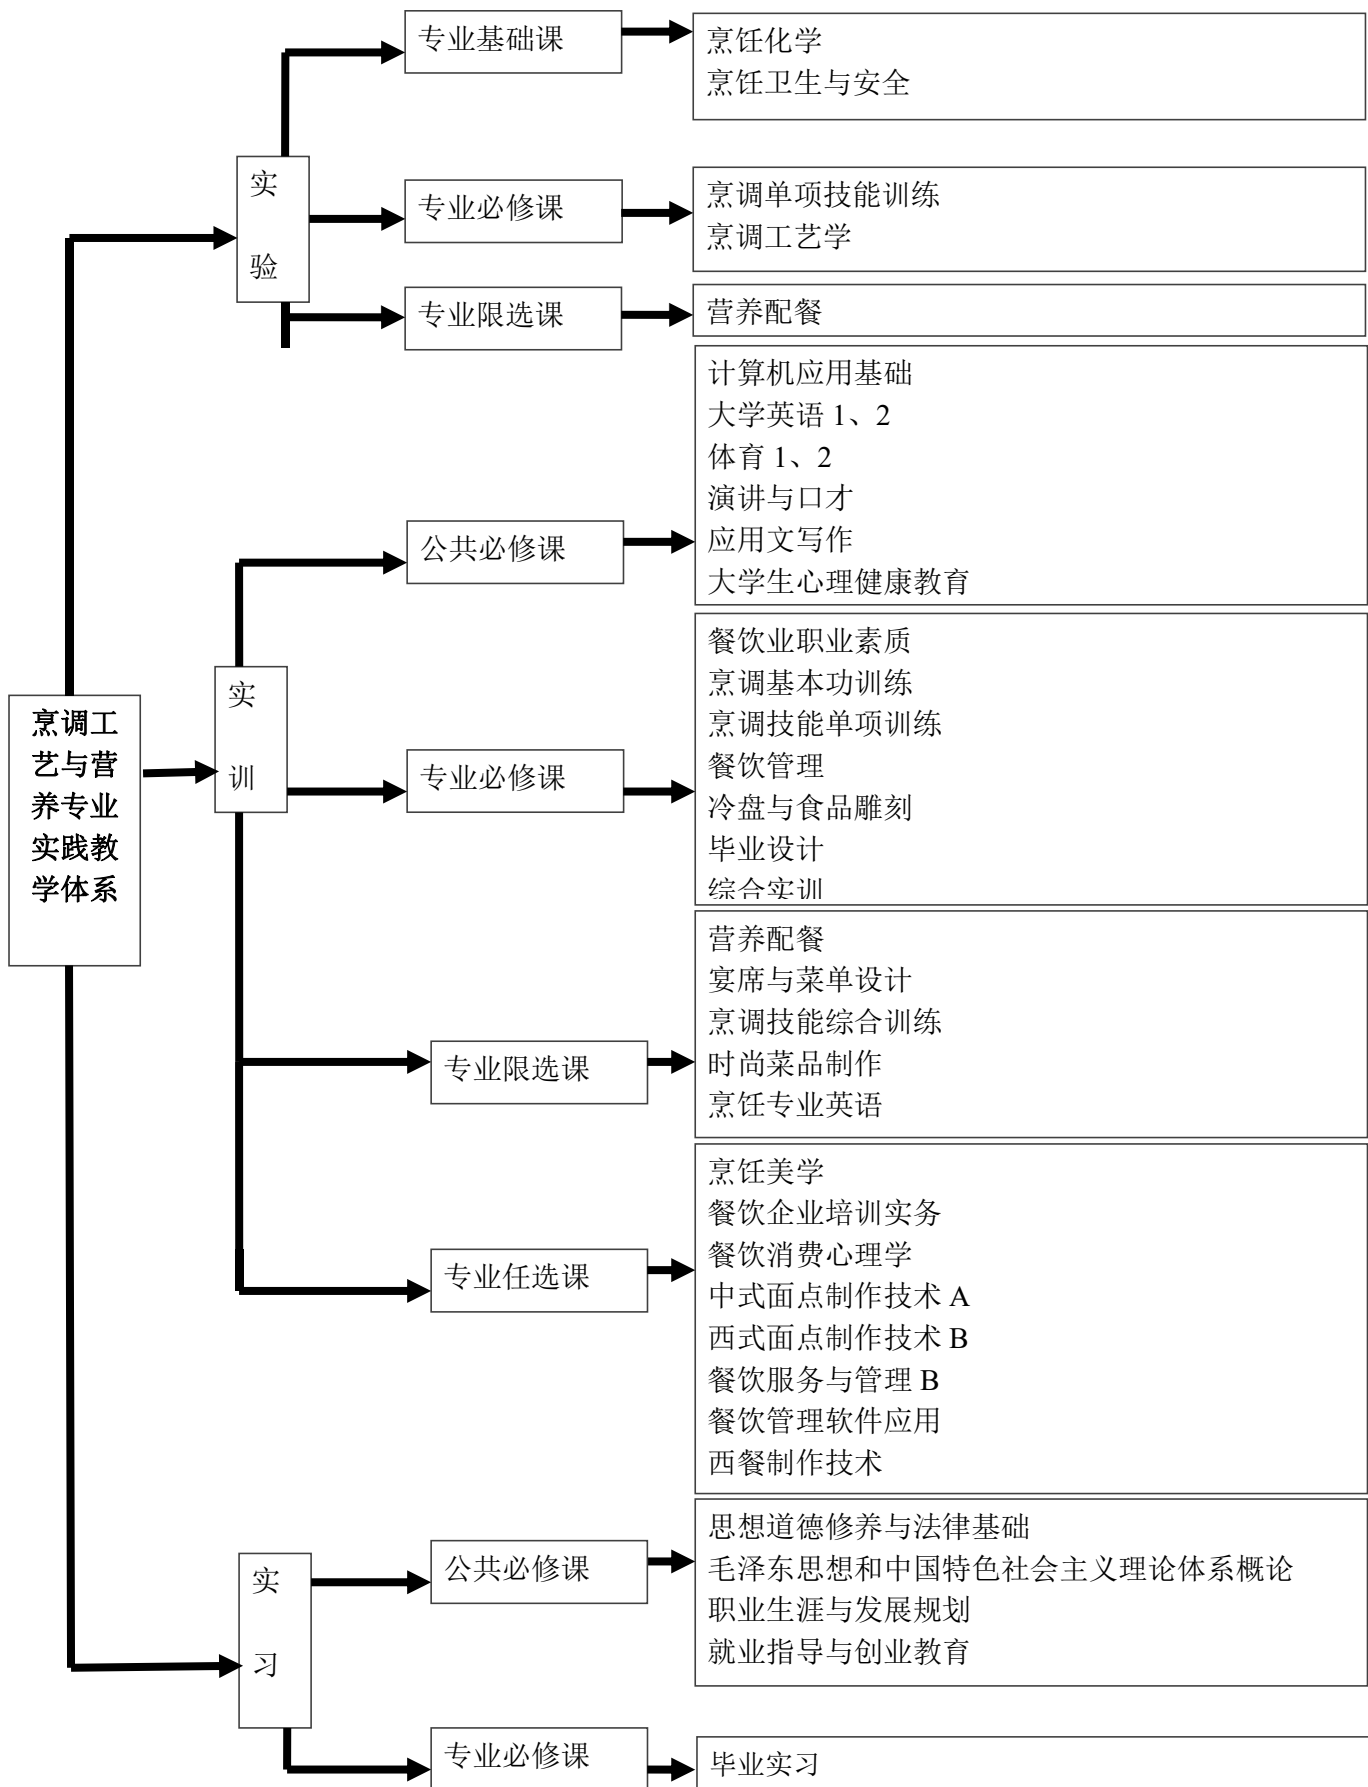 专业基础课
烹饪化学
烹饪卫生与安全
实
验
专业必修课
烹调单项技能训练
烹调工艺学
专业限选课
营养配餐
计算机应用基础
大学英语 1、2
体育 1、2
演讲与口才
应用文写作
大学生心理健康教育
公共必修课
实
训
餐饮业职业素质
烹调基本功训练
烹调技能单项训练
餐饮管理
冷盘与食品雕刻
毕业设计
综合实训
专业必修课
烹调工
艺与营
养专业
实践教
学体系
营养配餐
宴席与菜单设计
烹调技能综合训练
时尚菜品制作
烹饪专业英语
专业限选课
烹饪美学
餐饮企业培训实务
餐饮消费心理学
中式面点制作技术 A
西式面点制作技术 B
餐饮服务与管理 B
餐饮管理软件应用
西餐制作技术
专业任选课
实
习
公共必修课
思想道德修养与法律基础
毛泽东思想和中国特色社会主义理论体系概论
职业生涯与发展规划
就业指导与创业教育
专业必修课
毕业实习